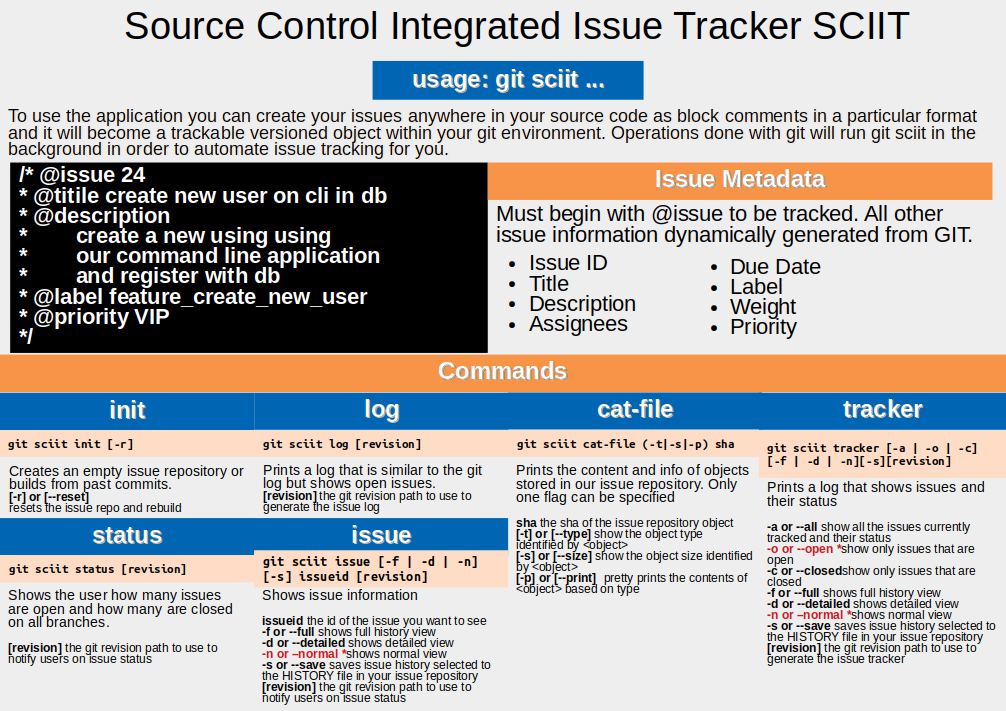 Source Control Integrated Issue Tracker SCIIT
usage: git sciit ...
To use the application you can create your issues anywhere in your source code as block comments in a particular format
and it will become a trackable versioned object within your git environment. Operations done with git will run git sciit in the
background in order to automate issue tracking for you.
/* @issue 24
* @titile create new user on cli in db
* @description
* create a new using using
* our command line application
* and register with db
* @label feature_create_new_user
* @priority VIP
*/
Issue Metadata
Must begin with @issue to be tracked. All other
issue information dynamically generated from GIT.
• Issue ID
• Title
• Description
• Assignees
• Due Date
• Label
• Weight
• Priority
Commands
init
git sciit init [-r]
Creates an empty issue repository or
builds from past commits.
[-r] or [--reset]
resets the issue repo and rebuild
log
git sciit log [revision]
Prints a log that is similar to the git
log but shows open issues.
[revision] the git revision path to use to
generate the issue log
cat-file
git sciit cat-file (-t|-s|-p) sha
Prints the content and info of objects
stored in our issue repository. Only
one flag can be specified
sha the sha of the issue repository object
[-t] or [--type] show the object type
identified by <object>
[-s] or [--size] show the object size identified
by <object>
[-p] or [--print] pretty prints the contents of
<object> based on type
tracker
git sciit tracker [-a | -o | -c]
[-f | -d | -n][-s][revision]
Prints a log that shows issues and
their status
-a or --all show all the issues currently
tracked and their status
-o or --open *show only issues that are
open
-c or --closedshow only issues that are
closed
-f or --full shows full history view
-d or --detailed shows detailed view
-n or –normal *shows normal view
-s or --save saves issue history selected to
the HISTORY file in your issue repository
[revision] the git revision path to use to
generate the issue tracker
status
git sciit status [revision]
Shows the user how many issues
are open and how many are closed
on all branches.
[revision] the git revision path to use to
notify users on issue status
issue
git sciit issue [-f | -d | -n]
[-s] issueid [revision]
Shows issue information
issueid the id of the issue you want to see
-f or --full shows full history view
-d or --detailed shows detailed view
-n or –normal *shows normal view
-s or --save saves issue history selected to
the HISTORY file in your issue repository
[revision] the git revision path to use to
notify users on issue status